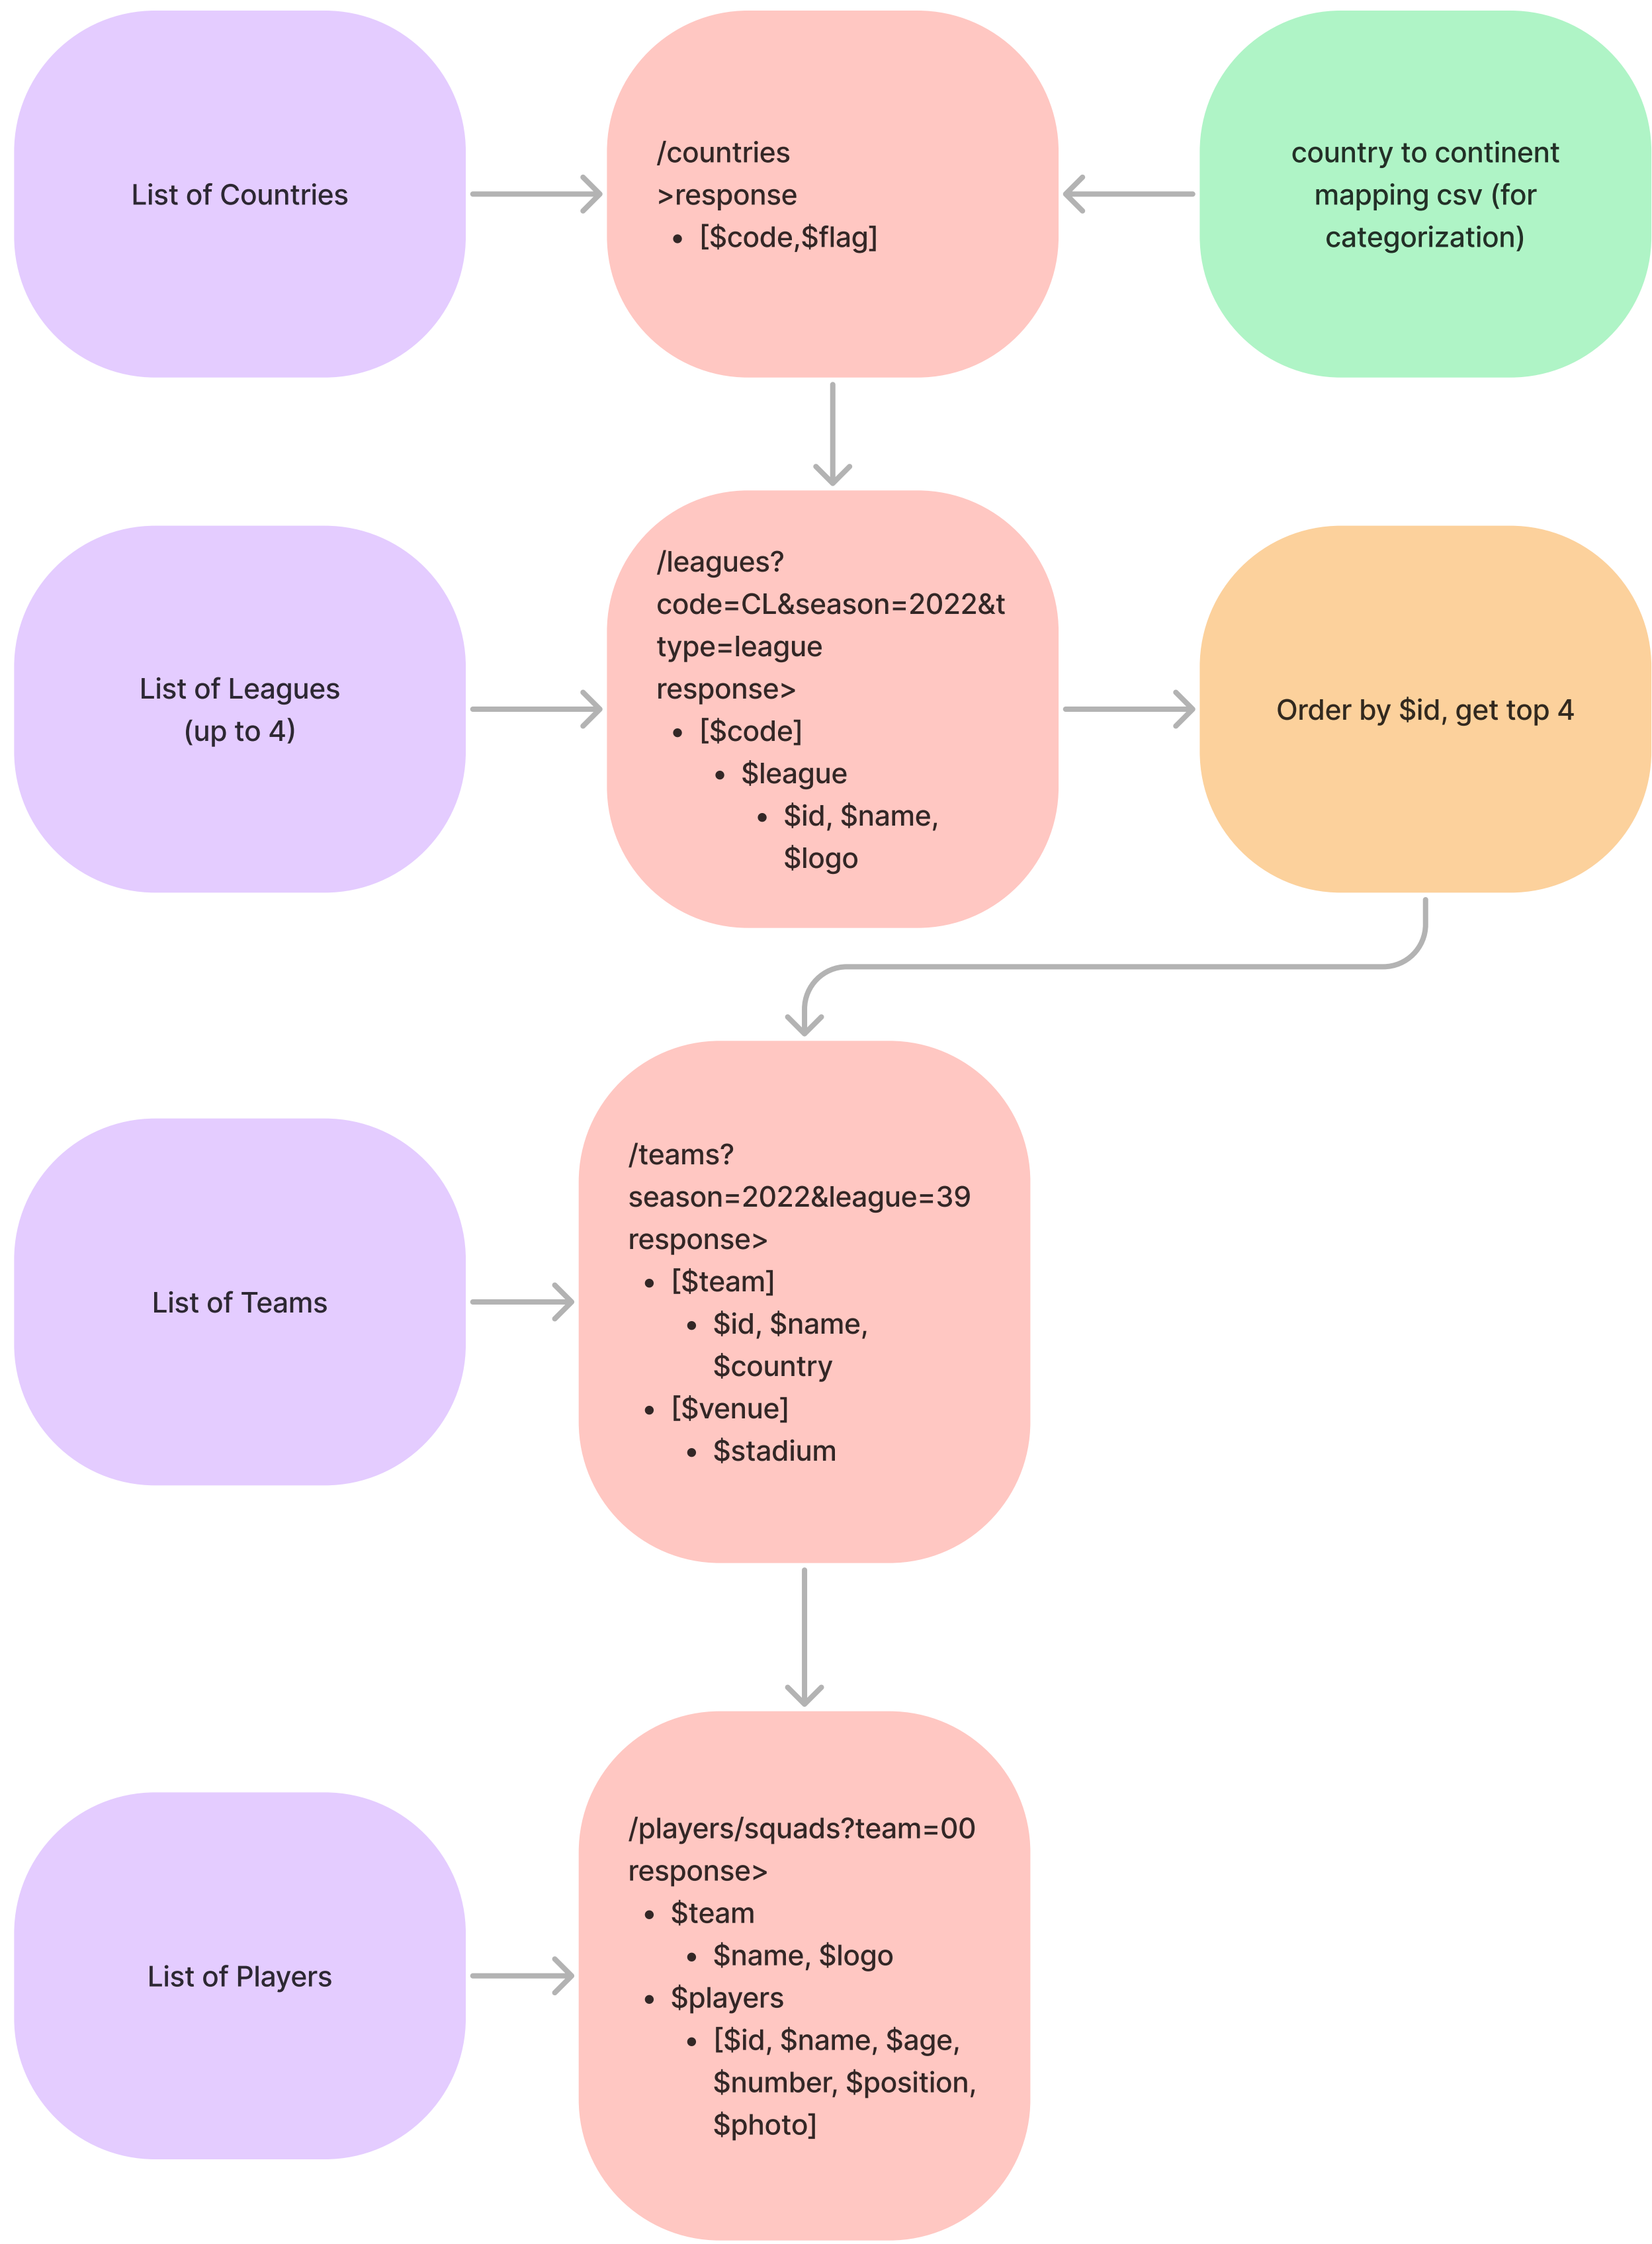 List of Countries
/countries
>response
• [$code,$flag]
country to continent
mapping csv (for
categorization)
List of Leagues
(up to 4)
/leagues?
code=CL&season=2022&t
type=league
response>
• [$code]
• $league
• $id, $name,
$logo
Order by $id, get top 4
List of Teams
/teams?
season=2022&league=39
response>
• [$team]
• $id, $name,
$country
• [$venue]
• $stadium
List of Players
/players/squads?team=00
response>
• $team
• $name, $logo
• $players
• [$id, $name, $age,
$number, $position,
$photo]